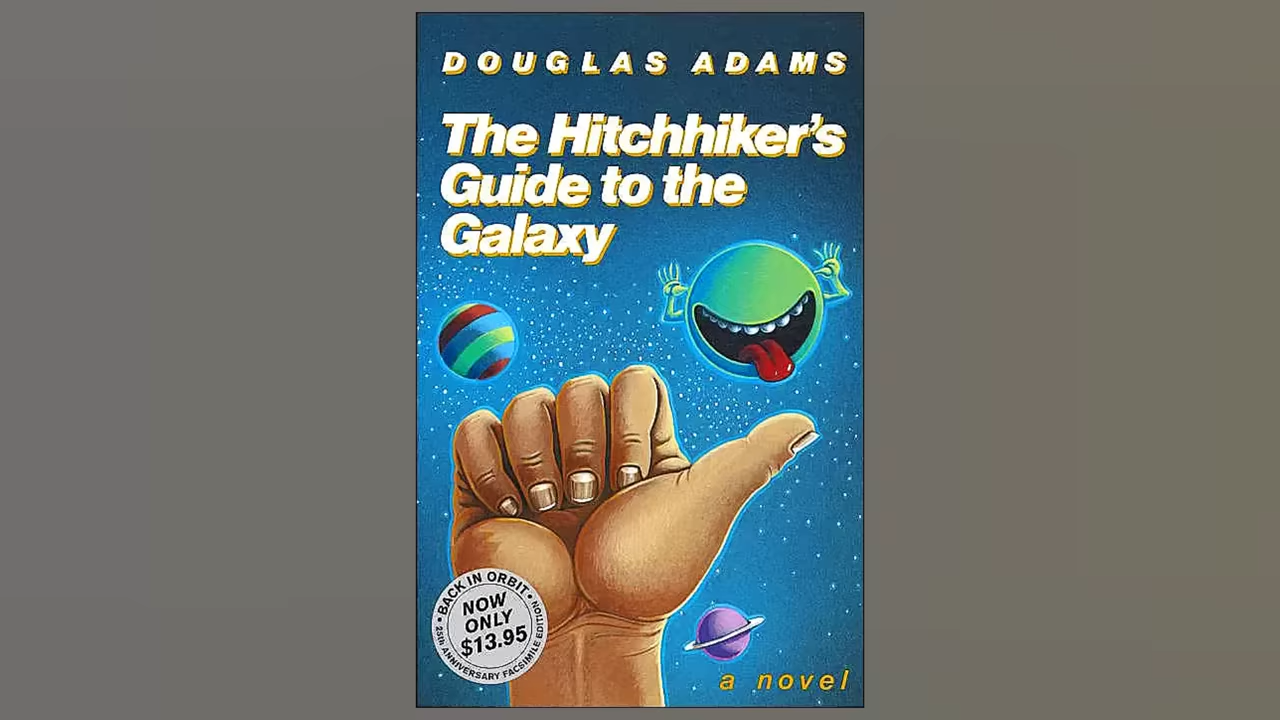 DOUGLAS ADAMS
The Hitchhiker's
Guide to the
Galaxy
• BACK IN ORBIT •
NOW
ONLY
$13.95
25th ANNIVERSARY FACSIMILE EDITION
a novel